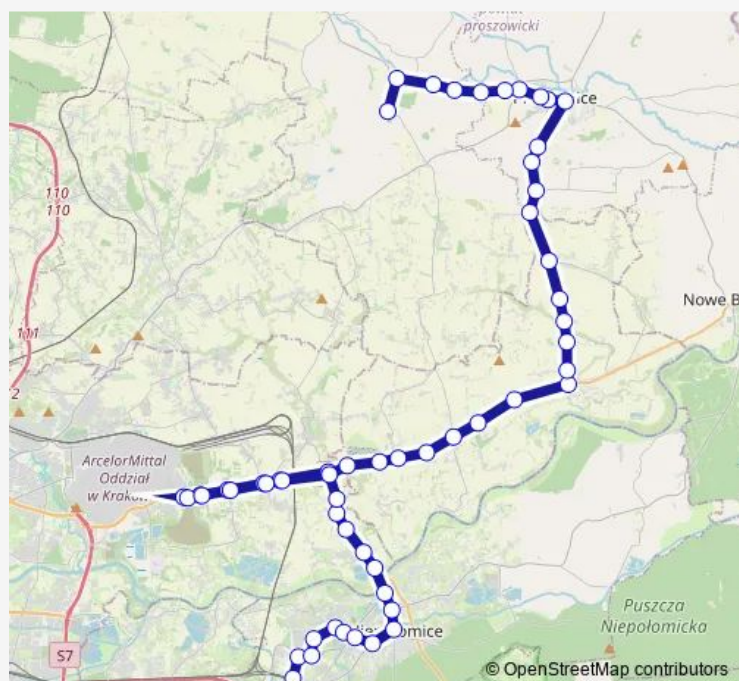 powiat
proszowicki
110
110
Nowe B
111
2
ArcelorMittal
Oddział
w Krakow
Puszcza
Niepołomicka
S7
© OpenStreetMap contributors